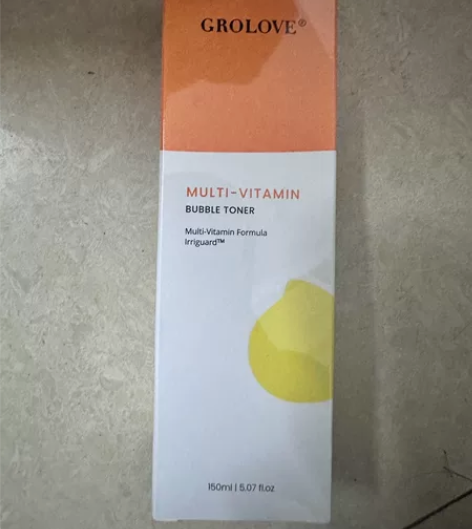 GROLOVE®
MULTI-VITAMIN
BUBBLE TONER
Multi-Vitamin Formula
Irriguard™
150ml | 5.07 fl.oz